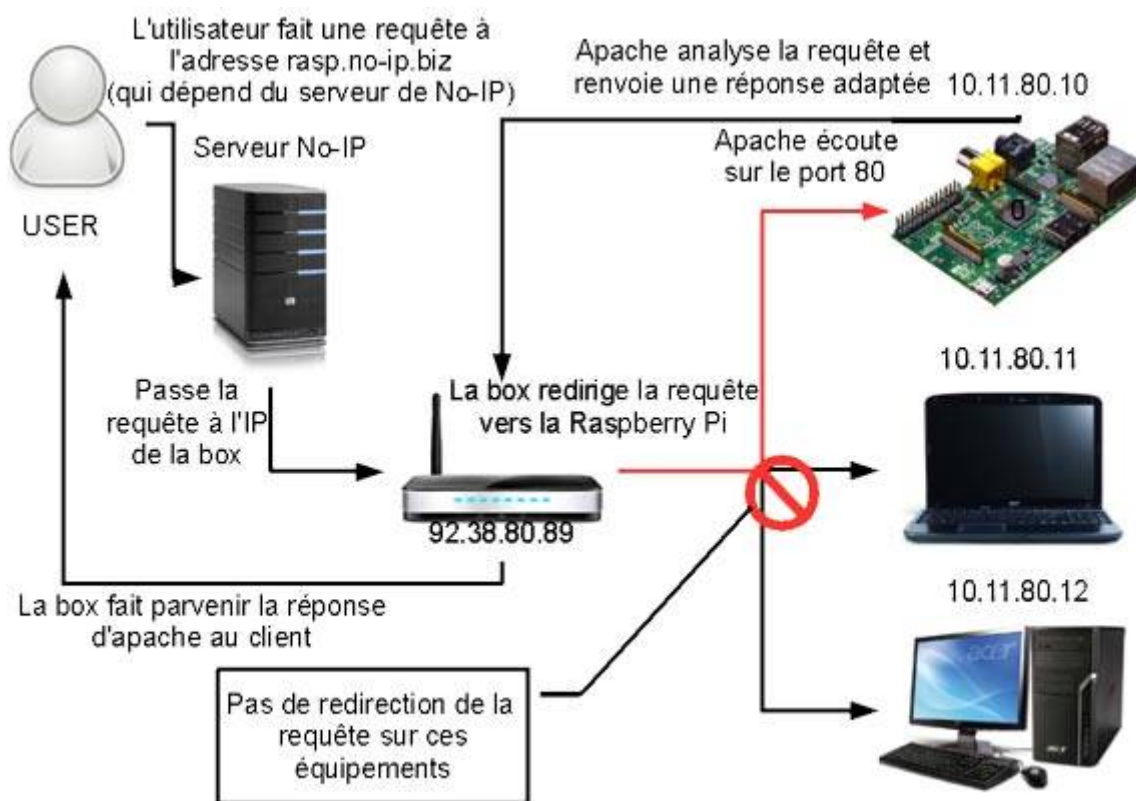 L'utilisateur fait une requête à
l'adresse rasp.no-ip.biz
(qui dépend du serveur de No-IP)
USER
Serveur No-IP
Passe la
requête à l'IP
de la box
La box redirige la requête
vers la Raspberry Pi
92.38.80.89
Apache analyse la requête et
renvoie une réponse adaptée
10.11.80.10
Apache écoute
sur le port 80
10.11.80.11
10.11.80.12
La box fait parvenir la réponse
d'apache au client
Pas de redirection de la
requête sur ces
équipements
acer